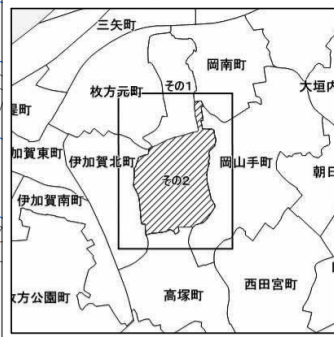 三矢町
岡南町
大垣内
枚方元町
その1
堤町
加賀東町
伊加賀北町
岡山手町
その2
朝日
伊加賀南町
枚方公園町
高塚町
西田宮町